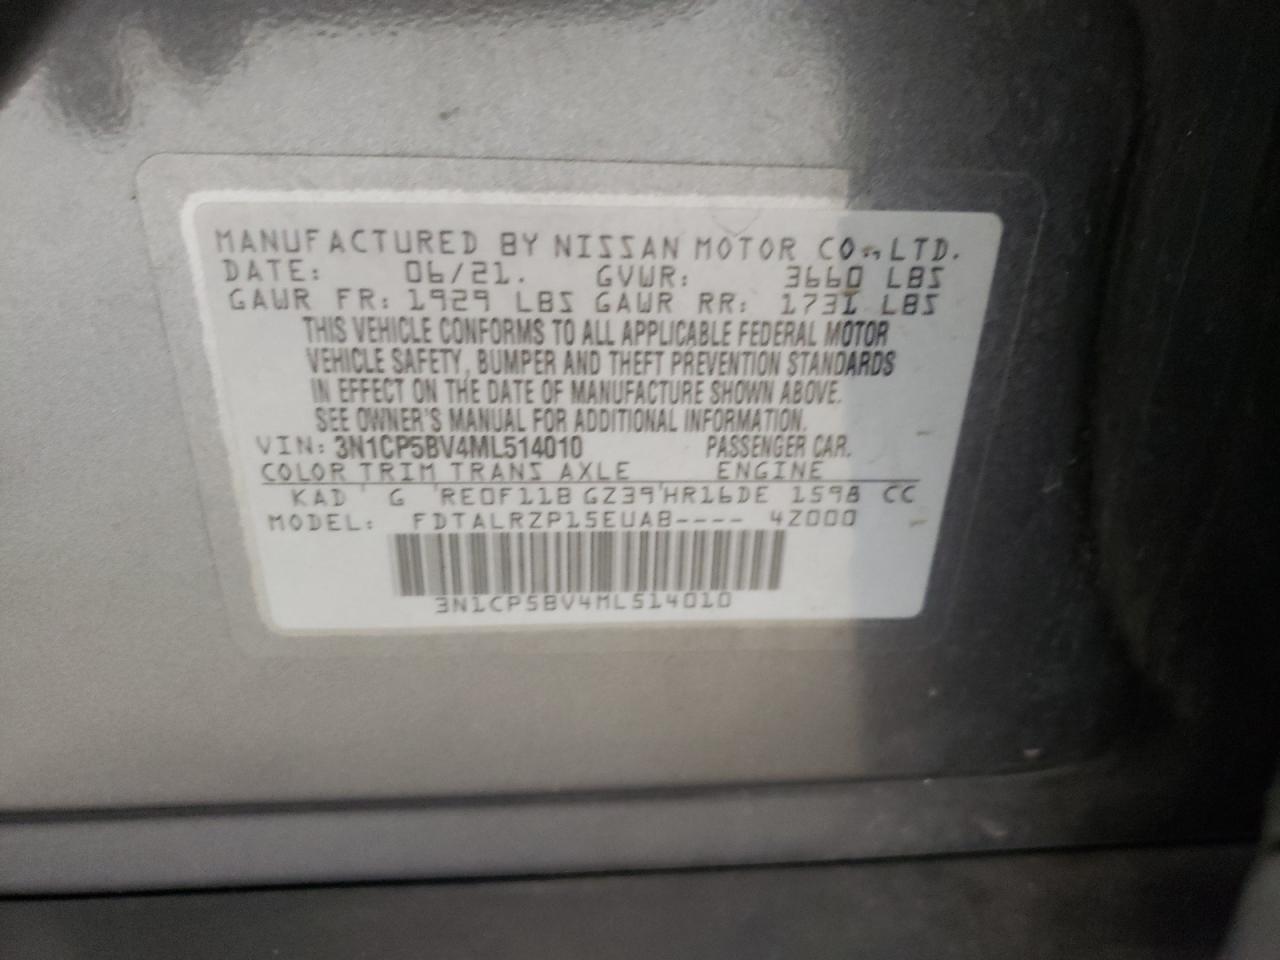 MANUFACTURED BY NISSAN MOTOR CO., LTD.
DATE: 06/21. GVWR: 3660 LBS
GAWR FR: 1929 LBS GAWR RR: 1731 LBS
THIS VEHICLE CONFORMS TO ALL APPLICABLE FEDERAL MOTOR
VEHICLE SAFETY, BUMPER AND THEFT PREVENTION STANDARDS
IN EFFECT ON THE DATE OF MANUFACTURE SHOWN ABOVE.
SEE OWNER'S MANUAL FOR ADDITIONAL INFORMATION.
VIN: 3N1CP5BV4ML514010 PASSENGER CAR.
COLOR TRIM TRANS AXLE ENGINE
KAD ' G 'RE0F11B GZ39'HR16DE 1598 CC
MODEL: FDTALRZP15EUAB---- 4Z000
3N1CP5BV4ML514010